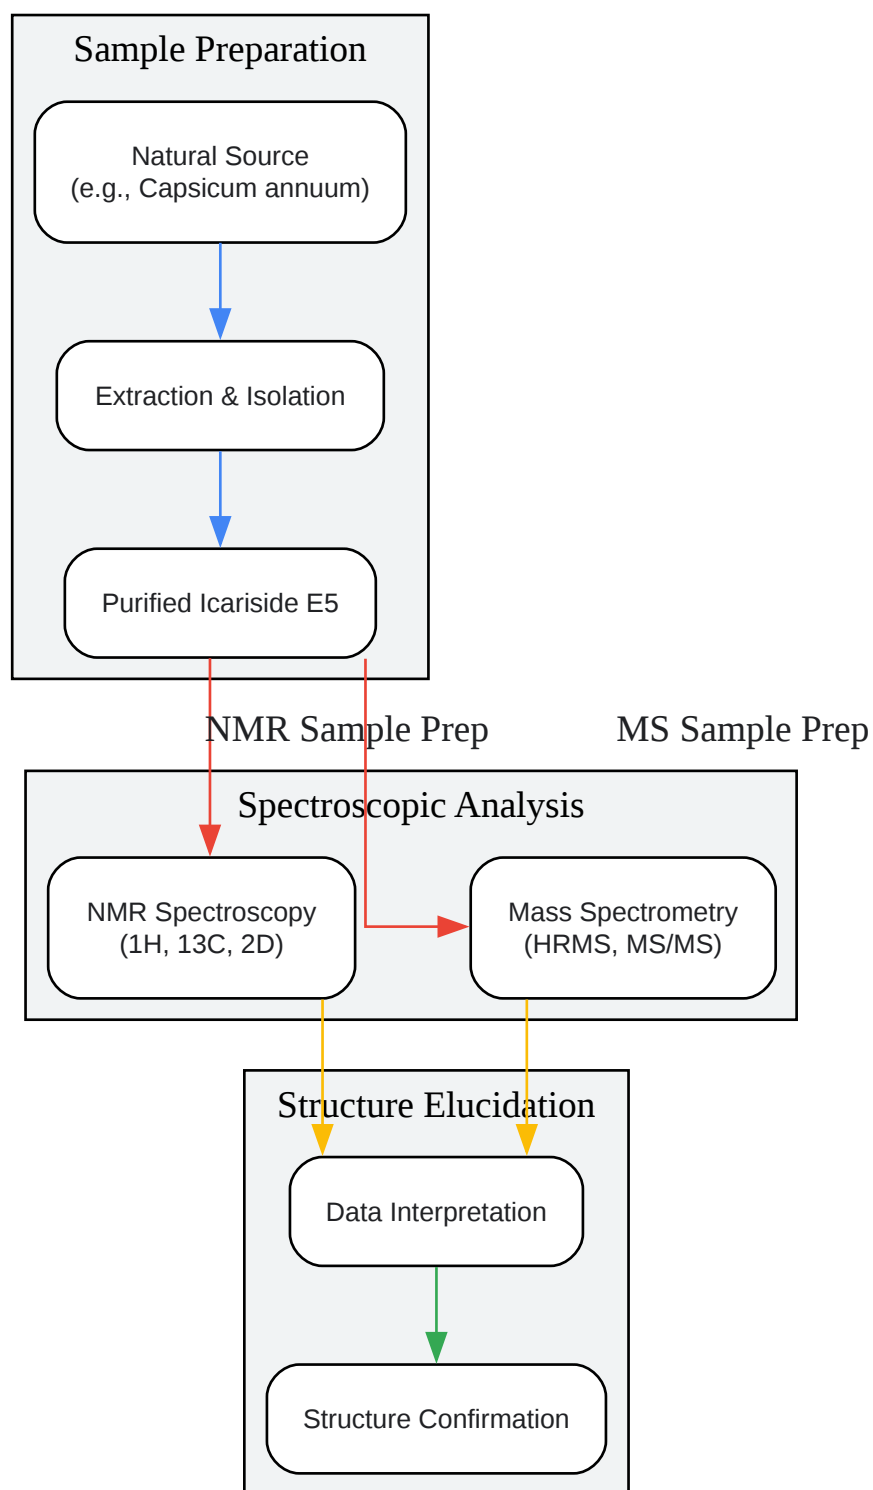 Sample Preparation
Natural Source
(e.g., Capsicum annuum)
Extraction & Isolation
Purified Icariside E5
NMR Sample Prep
MS Sample Prep
Spectroscopic Analysis
NMR Spectroscopy
(1H, 13C, 2D)
Mass Spectrometry
(HRMS, MS/MS)
Structure Elucidation
Data Interpretation
Structure Confirmation